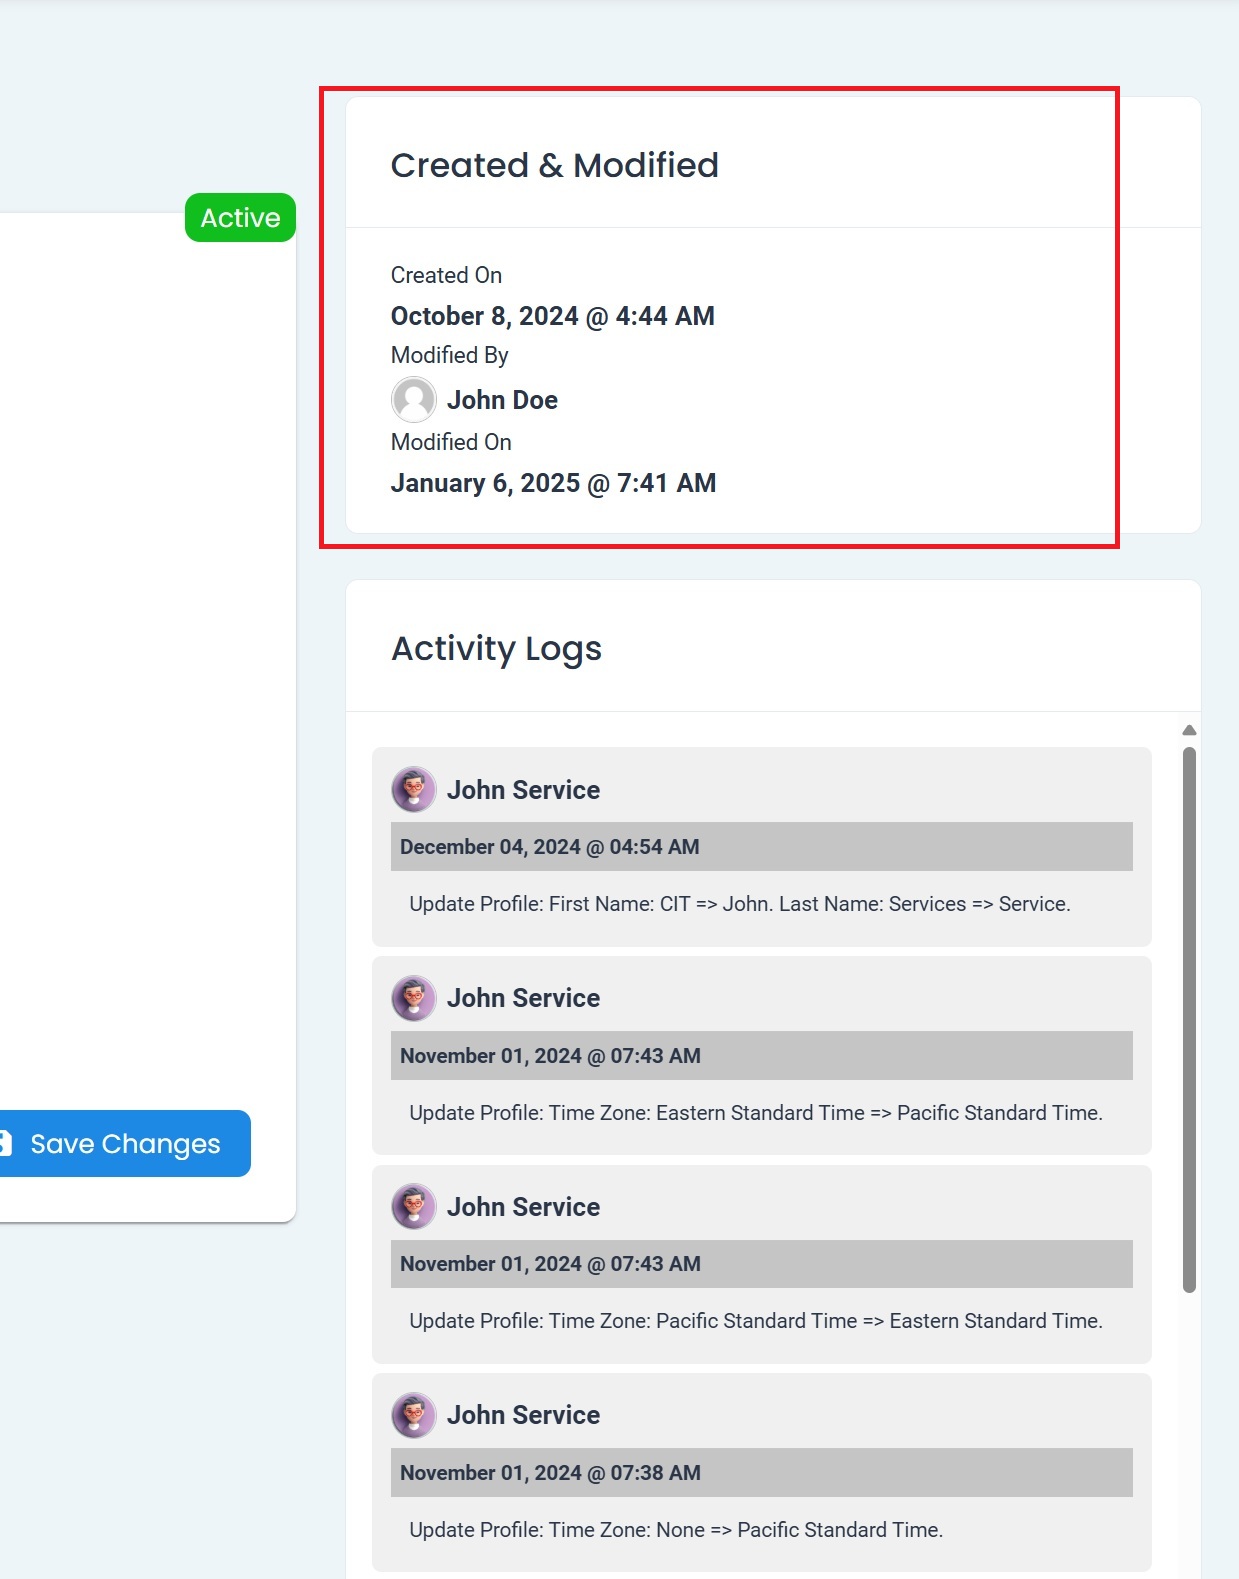 Active
Save Changes
Created & Modified
Created On
October 8, 2024 @ 4:44 AM
Modified By
John Doe
Modified On
January 6, 2025 @ 7:41 AM
Activity Logs
John Service
December 04, 2024 @ 04:54 AM
Update Profile: First Name: CIT => John. Last Name: Services => Service.
John Service
November 01, 2024 @ 07:43 AM
Update Profile: Time Zone: Eastern Standard Time => Pacific Standard Time.
John Service
November 01, 2024 @ 07:43 AM
Update Profile: Time Zone: Pacific Standard Time => Eastern Standard Time.
John Service
November 01, 2024 @ 07:38 AM
Update Profile: Time Zone: None => Pacific Standard Time.